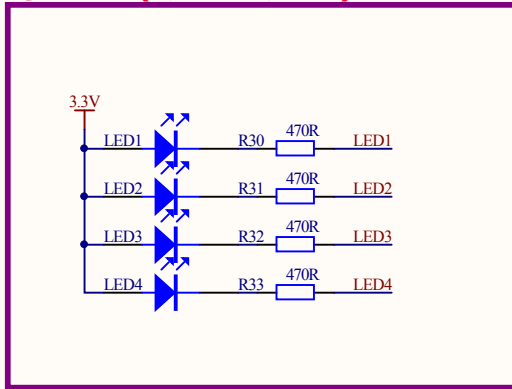 3.3V
470R
LED1 R30 LED1
470R
LED2 R31 LED2
470R
LED3 R32 LED3
470R
LED4 R33 LED4